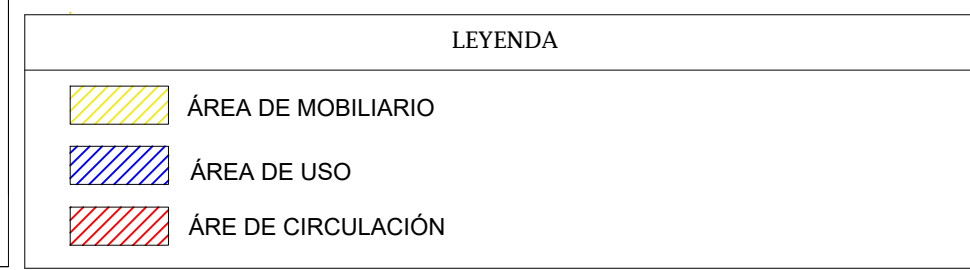 LEYENDA
ÁREA DE MOBILIARIO
ÁREA DE USO
ÁRE DE CIRCULACIÓN